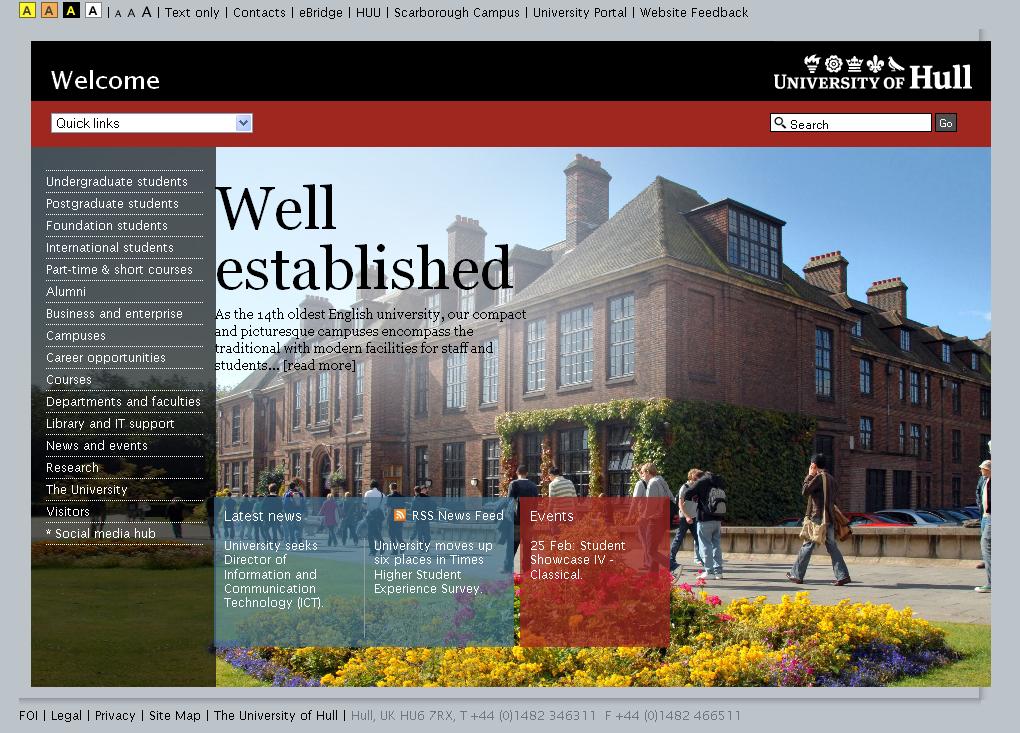 A A A A | A A A | Text only | Contacts | eBridge | HUU | Scarborough Campus | University Portal | Website Feedback
Welcome
UNIVERSITY OF Hull
Quick links
Search
Go
Undergraduate students
Postgraduate students
Foundation students
International students
Part-time & short courses
Alumni
Business and enterprise
Campuses
Career opportunities
Courses
Departments and faculties
Library and IT support
News and events
Research
The University
Visitors
* Social media hub
Well
established
As the 14th oldest English university, our compact
and picturesque campuses encompass the
traditional with modern facilities for staff and
students... [read more]
Latest news
RSS News Feed
University seeks
Director of
Information and
Communication
Technology (ICT).
University moves up
six places in Times
Higher Student
Experience Survey.
Events
25 Feb: Student
Showcase IV -
Classical.
FOI | Legal | Privacy | Site Map | The University of Hull | Hull, UK HU6 7RX, T +44 (0)1482 346311 F +44 (0)1482 466511